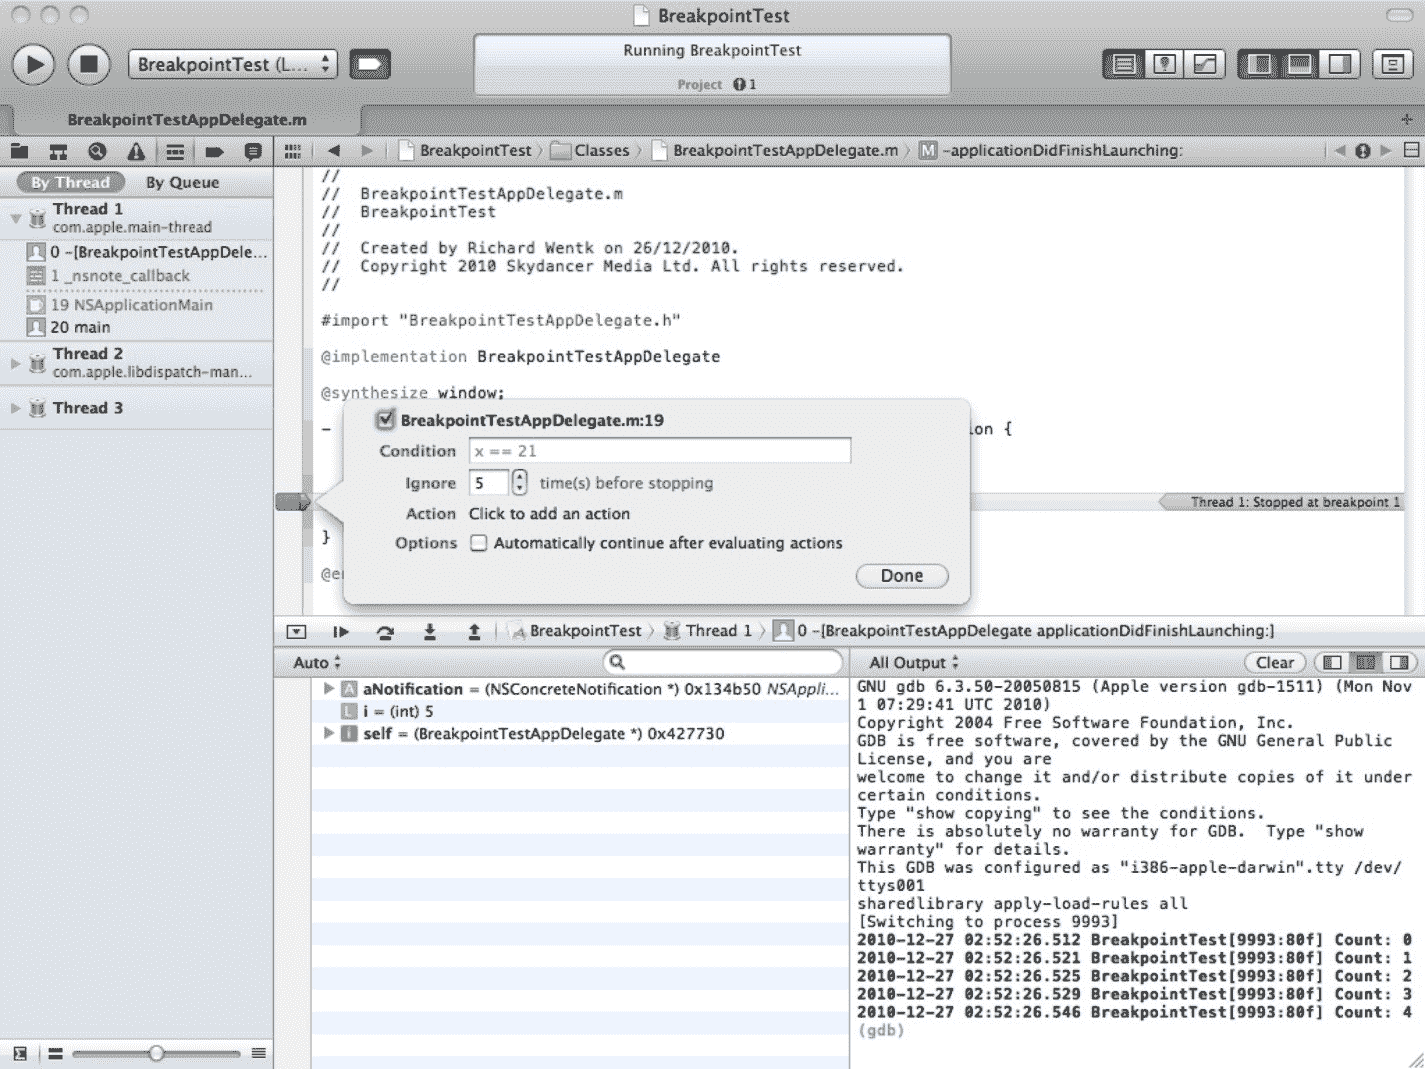 BreakpointTest
BreakpointTest (L...
Running BreakpointTest
Project 1
BreakpointTestAppDelegate.m
BreakpointTest
Classes
BreakpointTestAppDelegate.m
M
-applicationDidFinishLaunching:
By Thread
By Queue
Thread 1
com.apple.main-thread
0 -[BreakpointTestAppDele...
1 _nsnote_callback
19 NSApplicationMain
20 main
Thread 2
com.apple.libdispatch-man...
Thread 3
//
// BreakpointTestAppDelegate.m
// BreakpointTest
//
// Created by Richard Wentk on 26/12/2010.
// Copyright 2010 Skydancer Media Ltd. All rights reserved.
//
#import "BreakpointTestAppDelegate.h"
@implementation BreakpointTestAppDelegate
@synthesize window;
-
on {
BreakpointTestAppDelegate.m:19
Condition x == 21
Ignore 5 time(s) before stopping
Action Click to add an action
Options Automatically continue after evaluating actions
Done
Thread 1: Stopped at breakpoint 1
}
@e
BreakpointTest
Thread 1
0 -[BreakpointTestAppDelegate applicationDidFinishLaunching:]
Auto
A aNotification = (NSConcreteNotification *) 0x134b50 NSAppli...
L i = (int) 5
self = (BreakpointTestAppDelegate *) 0x427730
All Output
Clear
GNU gdb 6.3.50-20050815 (Apple version gdb-1511) (Mon Nov
1 07:29:41 UTC 2010)
Copyright 2004 Free Software Foundation, Inc.
GDB is free software, covered by the GNU General Public
License, and you are
welcome to change it and/or distribute copies of it under
certain conditions.
Type "show copying" to see the conditions.
There is absolutely no warranty for GDB. Type "show
warranty" for details.
This GDB was configured as "i386-apple-darwin".tty /dev/
ttys001
sharedlibrary apply-load-rules all
[Switching to process 9993]
2010-12-27 02:52:26.512 BreakpointTest[9993:80f] Count: 0
2010-12-27 02:52:26.521 BreakpointTest[9993:80f] Count: 1
2010-12-27 02:52:26.525 BreakpointTest[9993:80f] Count: 2
2010-12-27 02:52:26.529 BreakpointTest[9993:80f] Count: 3
2010-12-27 02:52:26.546 BreakpointTest[9993:80f] Count: 4
(gdb)